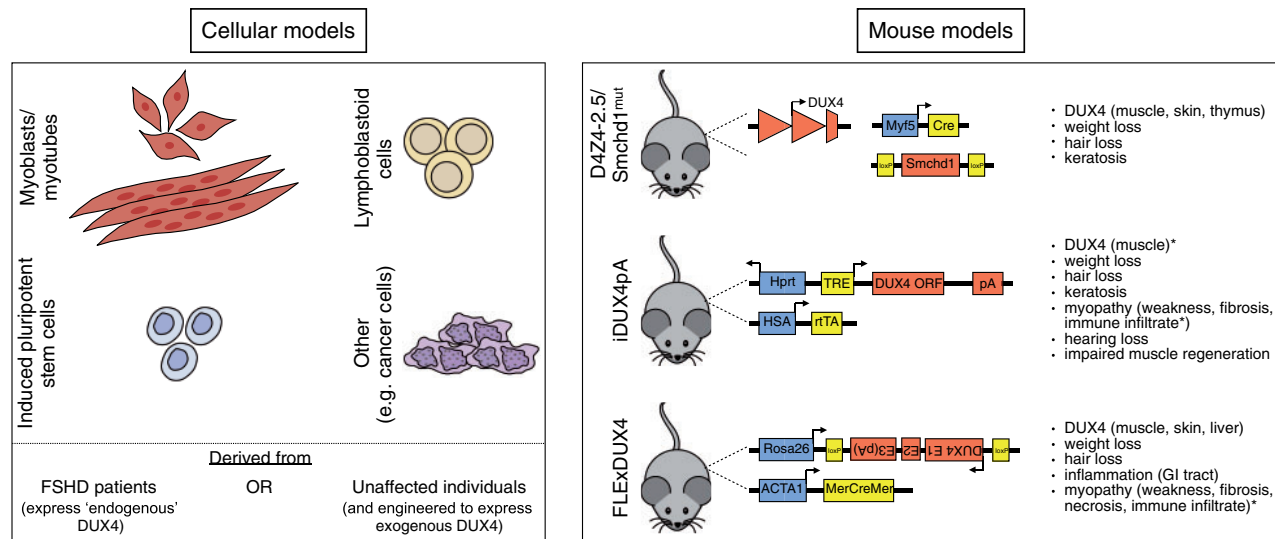 Cellular models
Myoblasts/
myotubes
Lymphoblastoid
cells
Induced pluripotent
stem cells
Other
(e.g. cancer cells)
Derived from
FSHD patients
(express ‘endogenous’
DUX4)
OR
Unaffected individuals
(and engineered to express
exogenous DUX4)
Mouse models
D4Z4-2.5/
Smchd1mut
DUX4
Myf5 Cre
loxP Smchd1 loxP
• DUX4 (muscle, skin, thymus)
• weight loss
• hair loss
• keratosis
iDUX4pA
Hprt TRE DUX4 ORF pA
HSA rtTA
• DUX4 (muscle)*
• weight loss
• hair loss
• keratosis
• myopathy (weakness, fibrosis,
immune infiltrate*)
• hearing loss
• impaired muscle regeneration
FLExDUX4
Rosa26 loxP E3(pA) E2 DUX4 E1 loxP
ACTA1 MerCreMer
• DUX4 (muscle, skin, liver)
• weight loss
• hair loss
• inflammation (GI tract)
• myopathy (weakness, fibrosis,
necrosis, immune infiltrate)*